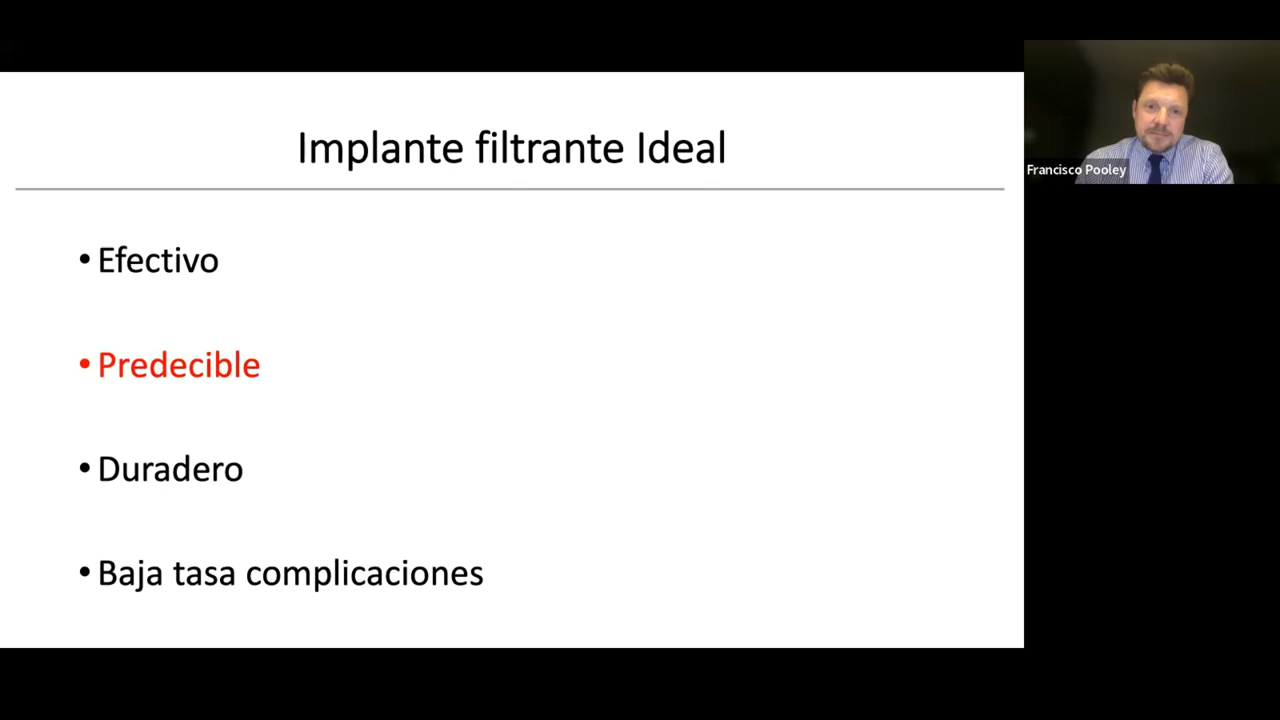 Implante filtrante Ideal
• Efectivo
• Predecible
• Duradero
• Baja tasa complicaciones
Francisco Pooley